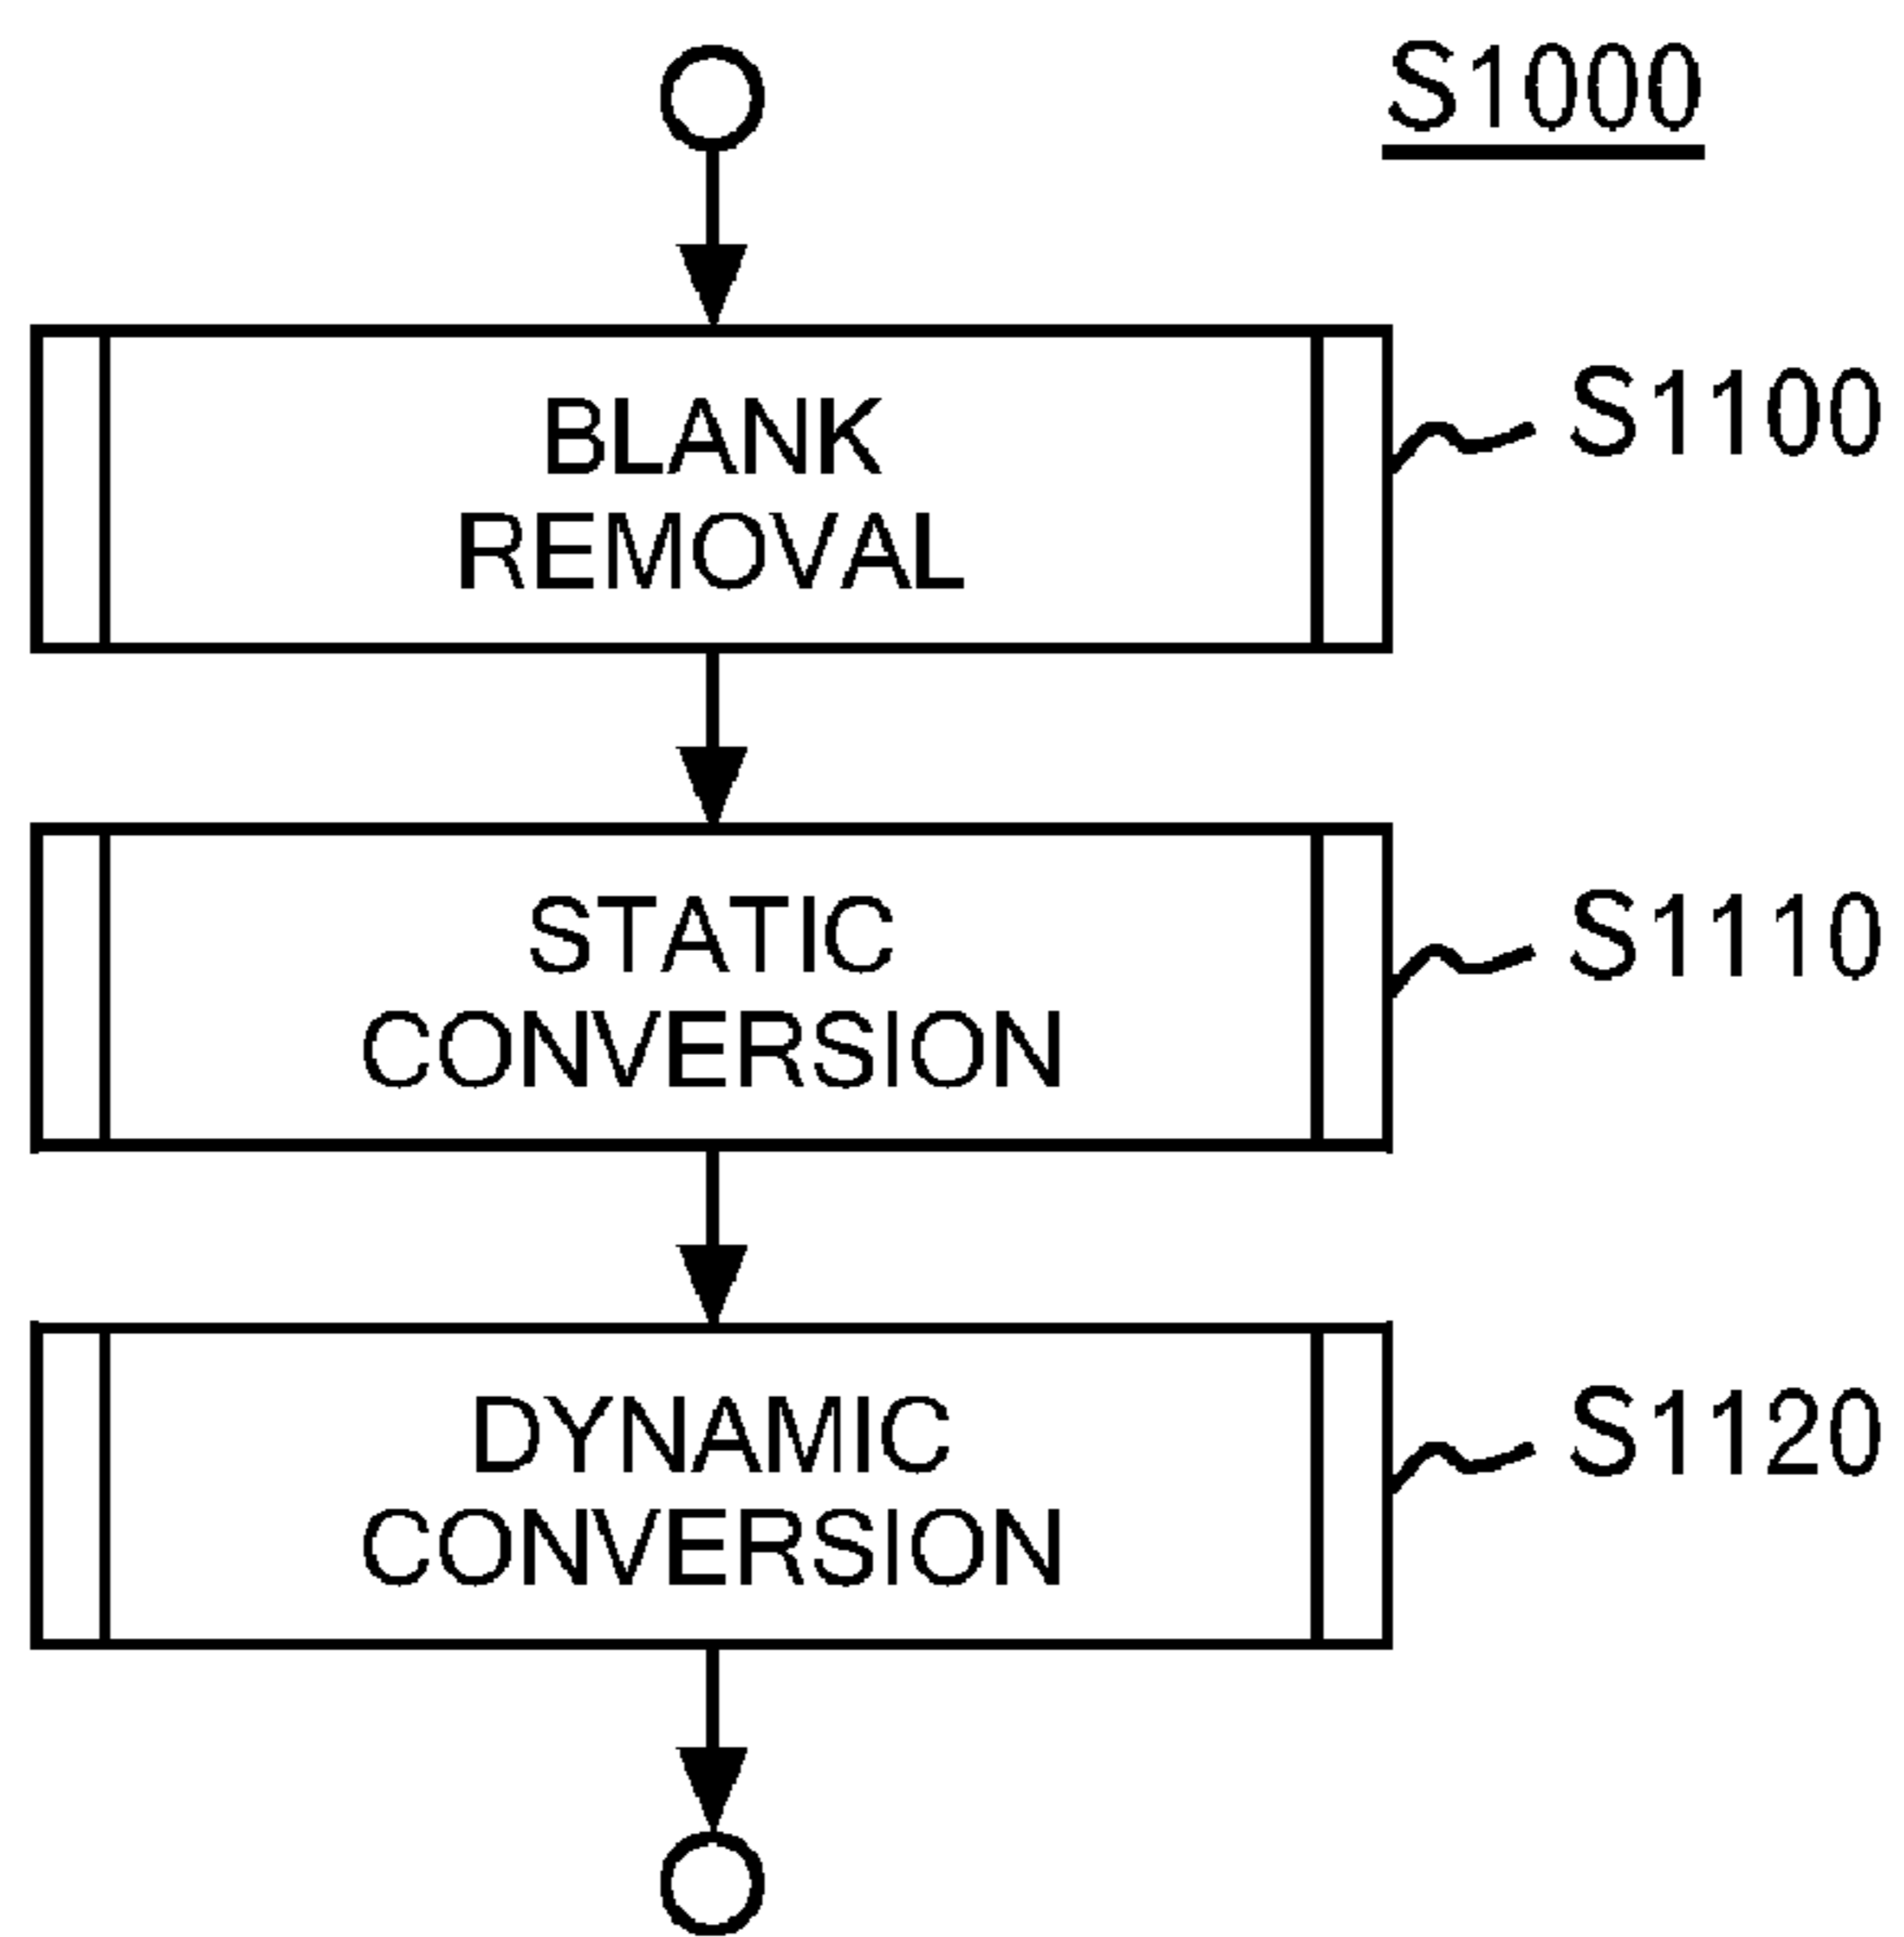 S1000
BLANK
REMOVAL
S1100
STATIC
CONVERSION
S1110
DYNAMIC
CONVERSION
S1120